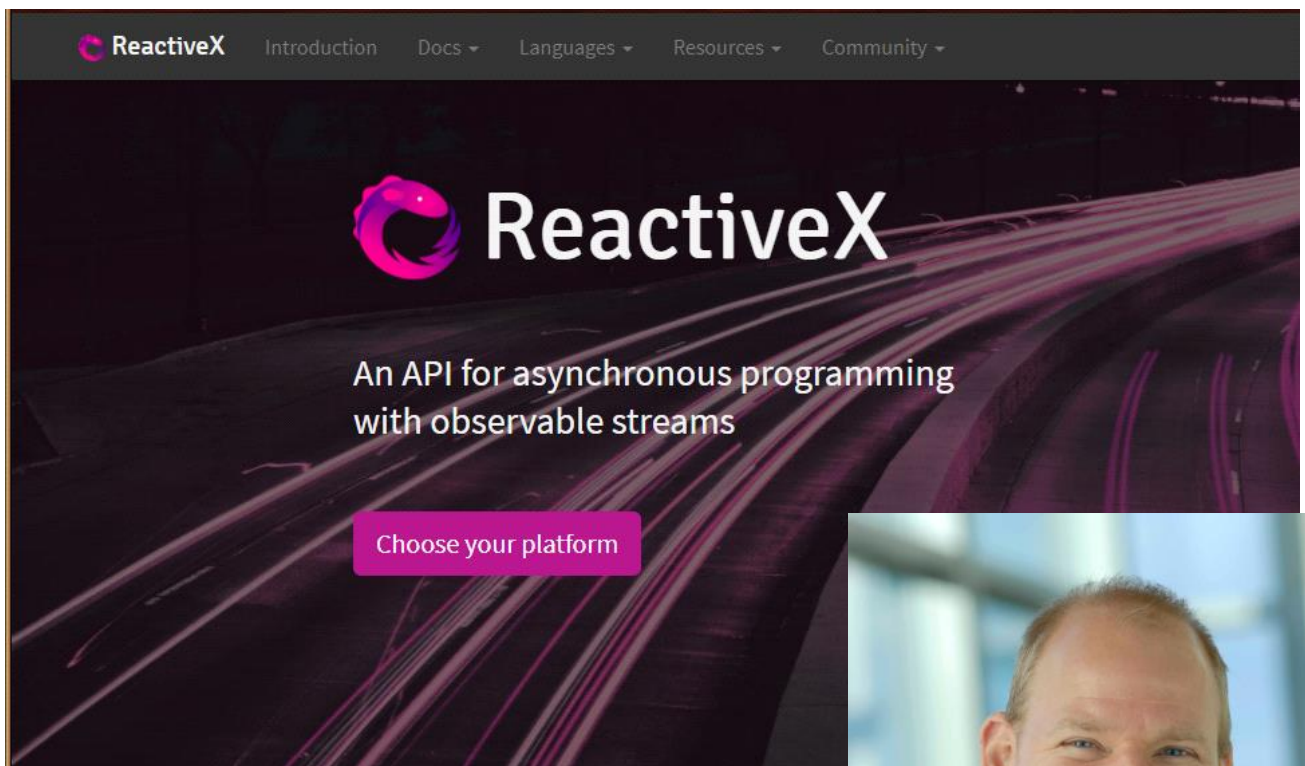 ReactiveX Introduction Docs Languages Resources Community
ReactiveX
An API for asynchronous programming
with observable streams
Choose your platform